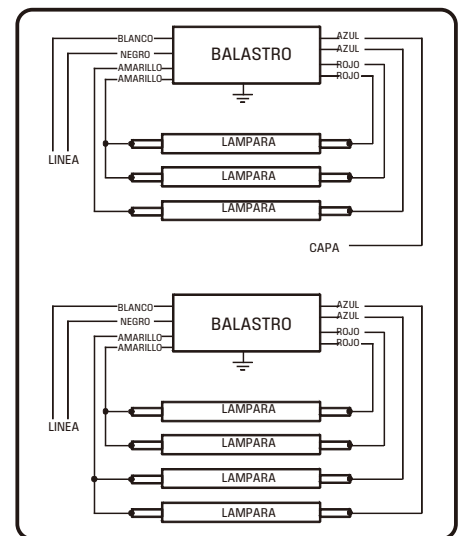 BLANCO
NEGRO
AMARILLO
AMARILLO
BALASTRO
AZUL
AZUL
ROJO
ROJO
LAMPARA
LAMPARA
LAMPARA
LINEA
CAPA
BLANCO
NEGRO
AMARILLO
AMARILLO
BALASTRO
AZUL
AZUL
ROJO
ROJO
LAMPARA
LAMPARA
LAMPARA
LAMPARA
LINEA